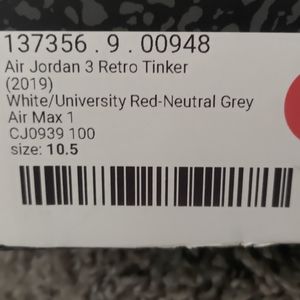 137356 . 9 . 00948
Air Jordan 3 Retro Tinker
(2019)
White/University Red-Neutral Grey
Air Max 1
CJ0939 100
size: 10.5